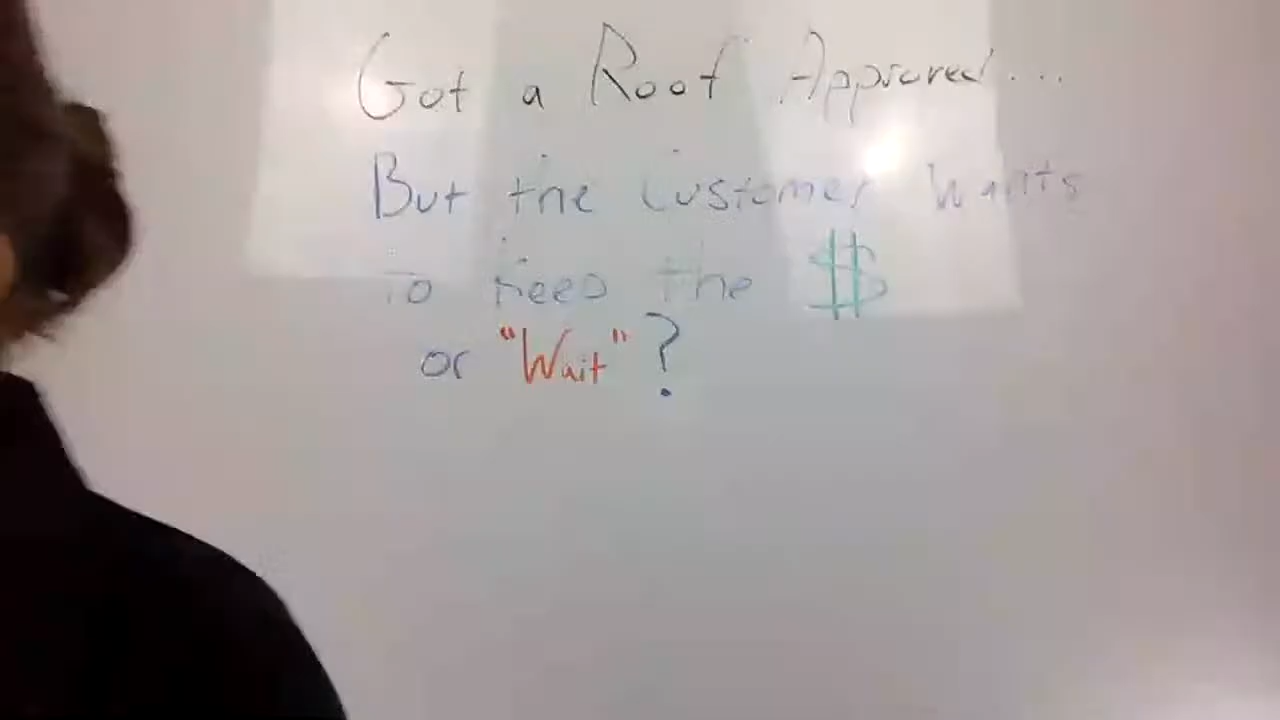 Got a Roof Approved...
But the Customer Wants
to Keep the $$
or "Wait"?